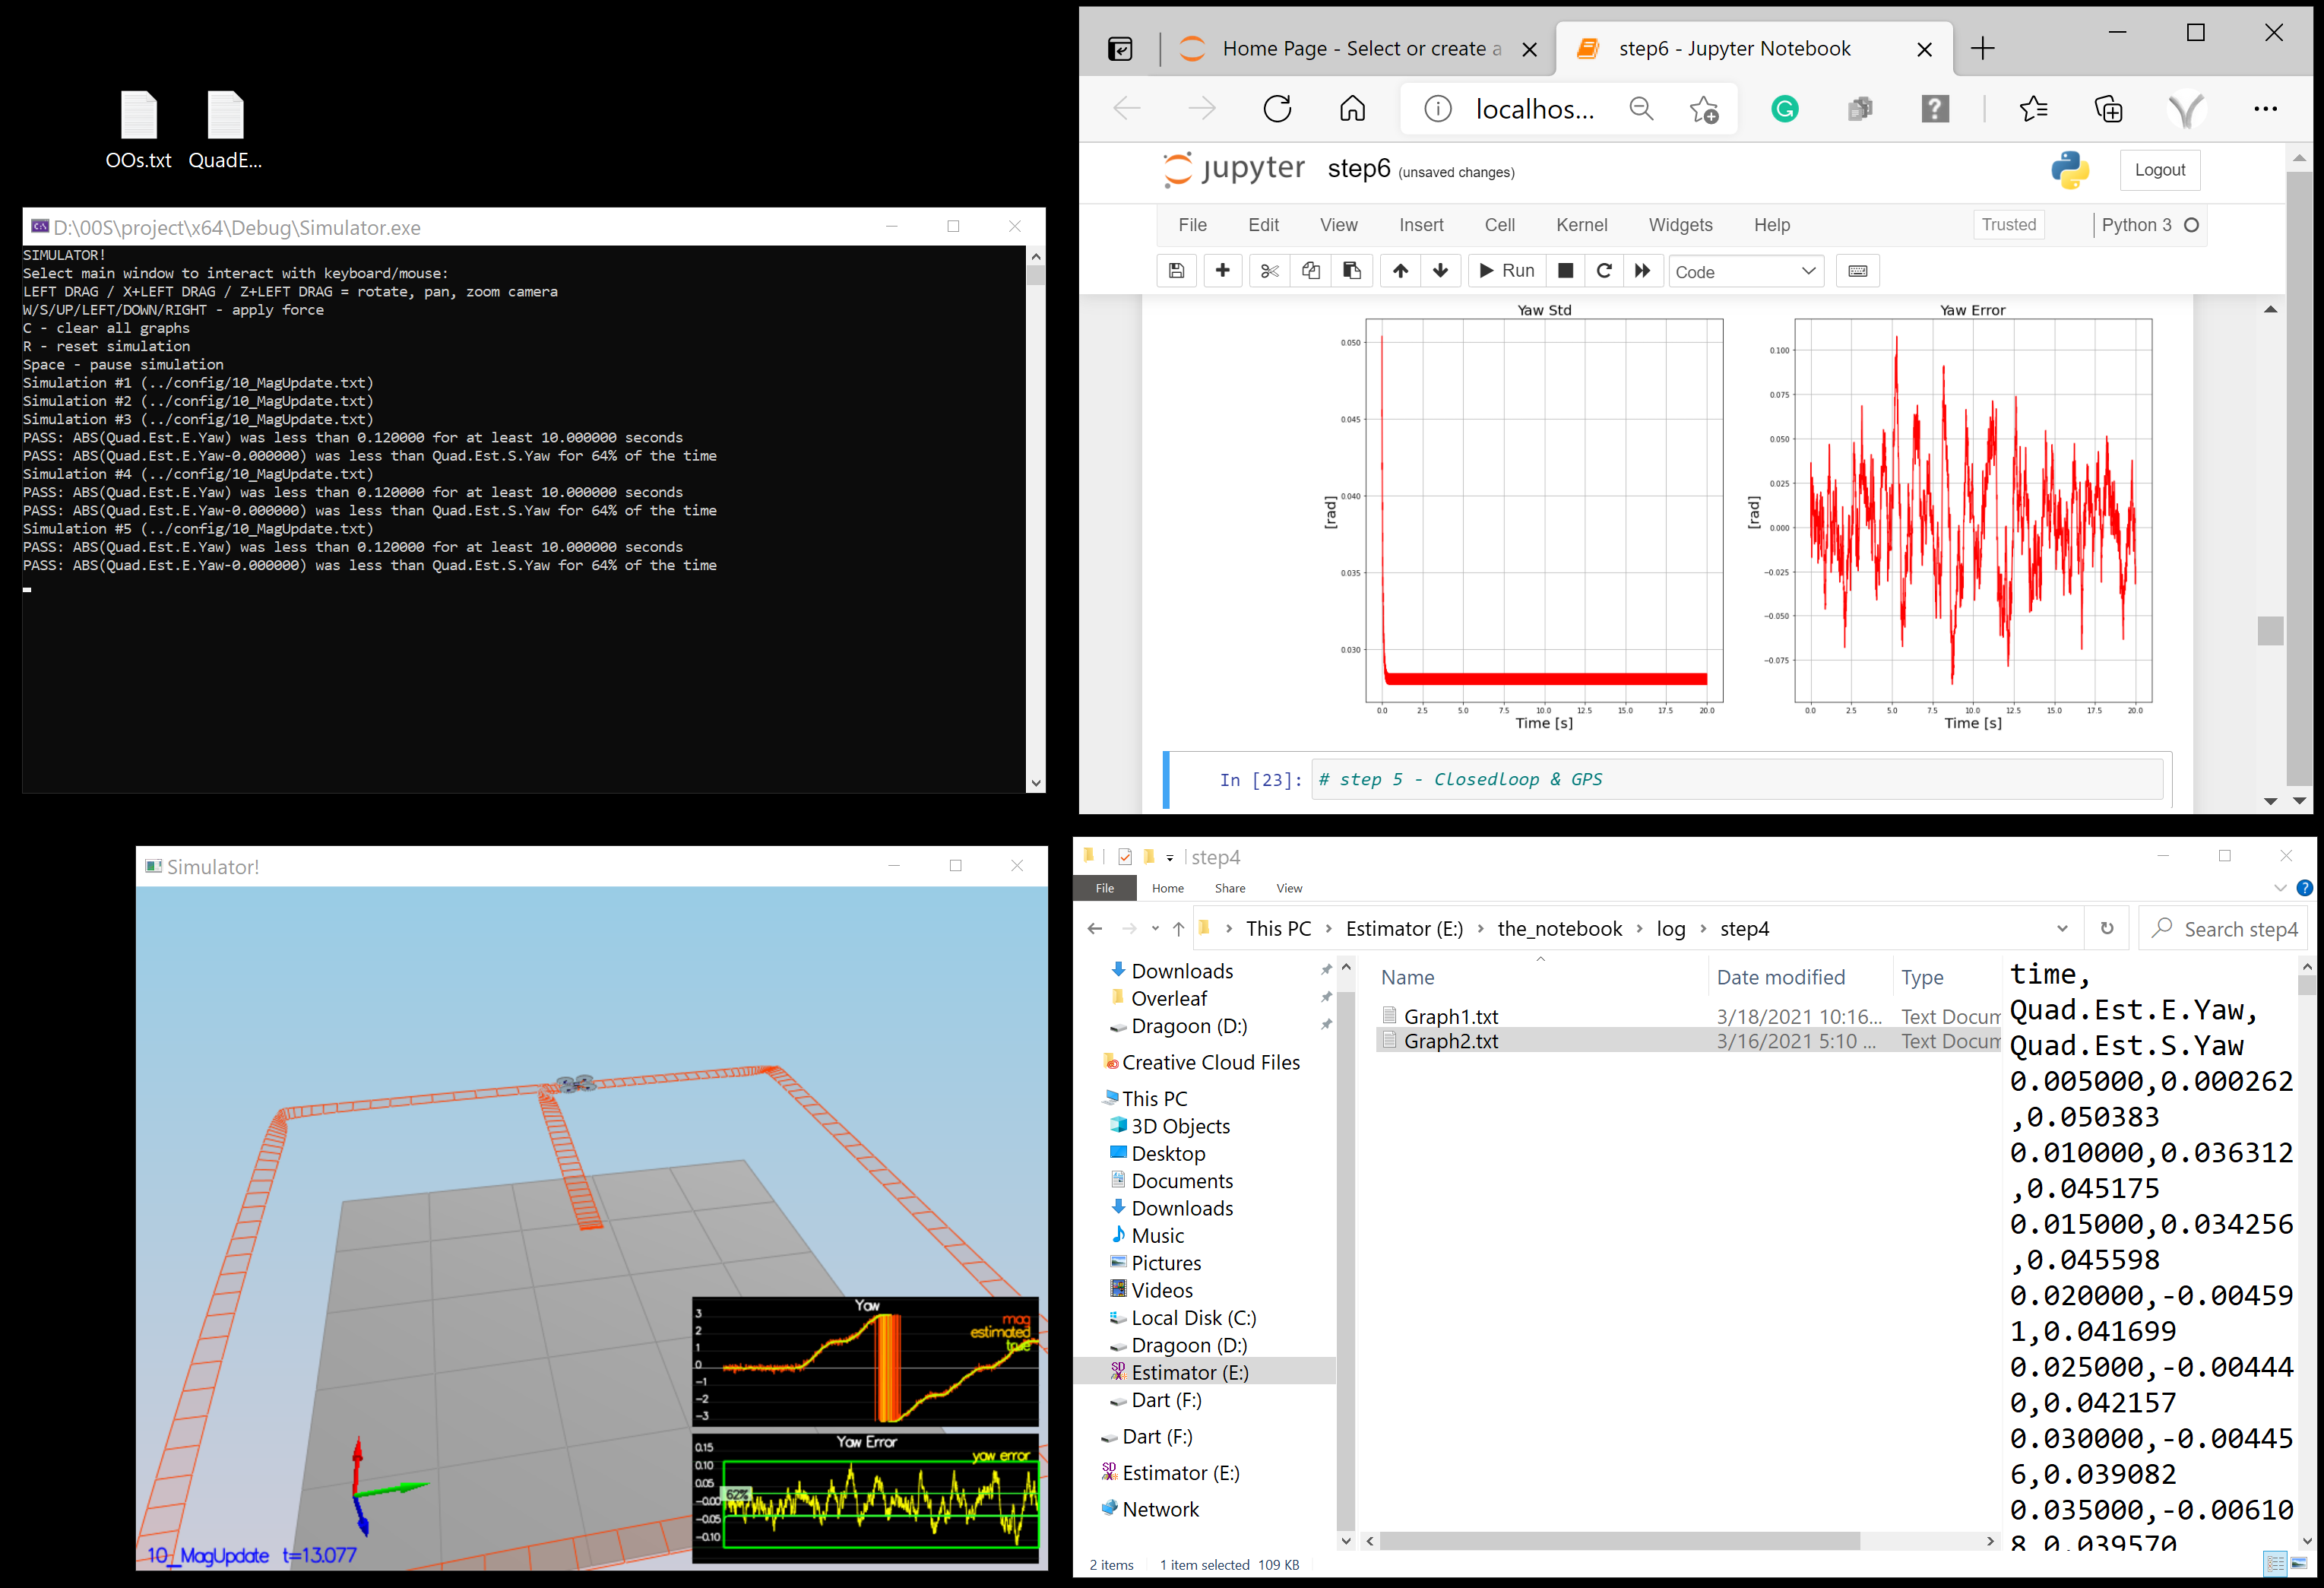 OOs.txt
QuadE...
D:\00S\project\x64\Debug\Simulator.exe
SIMULATOR!
Select main window to interact with keyboard/mouse:
LEFT DRAG / X+LEFT DRAG / Z+LEFT DRAG = rotate, pan, zoom camera
W/S/UP/LEFT/DOWN/RIGHT - apply force
C - clear all graphs
R - reset simulation
Space - pause simulation
Simulation #1 (../config/10_MagUpdate.txt)
Simulation #2 (../config/10_MagUpdate.txt)
Simulation #3 (../config/10_MagUpdate.txt)
PASS: ABS(Quad.Est.E.Yaw) was less than 0.120000 for at least 10.000000 seconds
PASS: ABS(Quad.Est.E.Yaw-0.000000) was less than Quad.Est.S.Yaw for 64% of the time
Simulation #4 (../config/10_MagUpdate.txt)
PASS: ABS(Quad.Est.E.Yaw) was less than 0.120000 for at least 10.000000 seconds
PASS: ABS(Quad.Est.E.Yaw-0.000000) was less than Quad.Est.S.Yaw for 64% of the time
Simulation #5 (../config/10_MagUpdate.txt)
PASS: ABS(Quad.Est.E.Yaw) was less than 0.120000 for at least 10.000000 seconds
PASS: ABS(Quad.Est.E.Yaw-0.000000) was less than Quad.Est.S.Yaw for 64% of the time
Home Page - Select or create a
step6 - Jupyter Notebook
localhos...
jupyter step6 (unsaved changes)
Logout
File Edit View Insert Cell Kernel Widgets Help
Trusted
Python 3
Run
Code
Yaw Std
0.050
0.045
0.040
0.035
0.030
[rad]
0.0 2.5 5.0 7.5 10.0 12.5 15.0 17.5 20.0
Time [s]
Yaw Error
0.100
0.075
0.050
0.025
0.000
−0.025
−0.050
−0.075
[rad]
0.0 2.5 5.0 7.5 10.0 12.5 15.0 17.5 20.0
Time [s]
In [23]: # step 5 - Closedloop & GPS
Simulator!
Yaw
3
2
1
0
−1
−2
−3
mag
estimated
true
Yaw Error
0.15
0.10
0.05
-0.00
-0.05
-0.10
yaw error
62%
10_MagUpdate t=13.077
step4
File Home Share View
This PC > Estimator (E:) > the_notebook > log > step4
Search step4
Downloads
Overleaf
Dragoon (D:)
Creative Cloud Files
This PC
3D Objects
Desktop
Documents
Downloads
Music
Pictures
Videos
Local Disk (C:)
Dragoon (D:)
Estimator (E:)
Dart (F:)
Dart (F:)
Estimator (E:)
Network
Name Date modified Type
Graph1.txt 3/18/2021 10:16... Text Docum
Graph2.txt 3/16/2021 5:10 ... Text Docum
time,
Quad.Est.E.Yaw,
Quad.Est.S.Yaw
0.005000,0.000262
,0.050383
0.010000,0.036312
,0.045175
0.015000,0.034256
,0.045598
0.020000,-0.00459
1,0.041699
0.025000,-0.00444
0,0.042157
0.030000,-0.00445
6,0.039082
0.035000,-0.00610
8,0.039570
2 items 1 item selected 109 KB